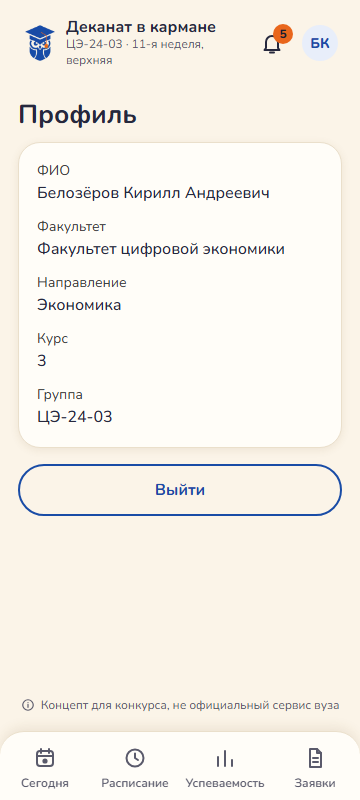 Деканат в кармане
ЦЭ-24-03 · 11-я неделя,
верхняя
5
БК
Профиль
ФИО
Белозёров Кирилл Андреевич
Факультет
Факультет цифровой экономики
Направление
Экономика
Курс
3
Группа
ЦЭ-24-03
Выйти
Концепт для конкурса, не официальный сервис вуза
Сегодня
Расписание
Успеваемость
Заявки